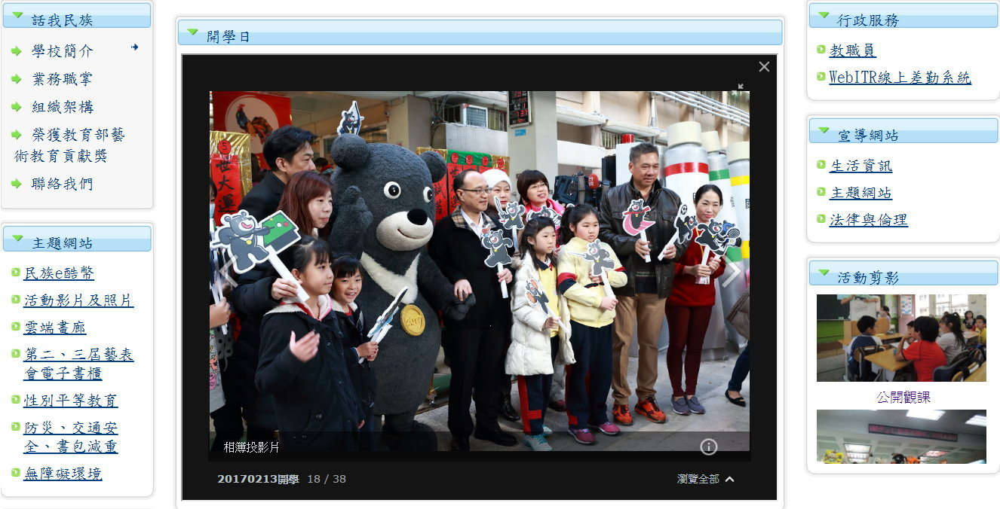 話我民族
學校簡介
業務職掌
組織架構
榮獲教育部藝
術教育貢獻獎
聯絡我們
主題網站
民族e酷幣
活動影片及照片
雲端畫廊
第二、三屆藝表
會電子書櫃
性別平等教育
防災、交通安
全、書包減重
無障礙環境
開學日
世大運
相簿投影片
20170213開學 18 / 38
瀏覽全部
行政服務
教職員
WebITR線上差勤系統
宣導網站
生活資訊
主題網站
法律與倫理
活動剪影
公開觀課